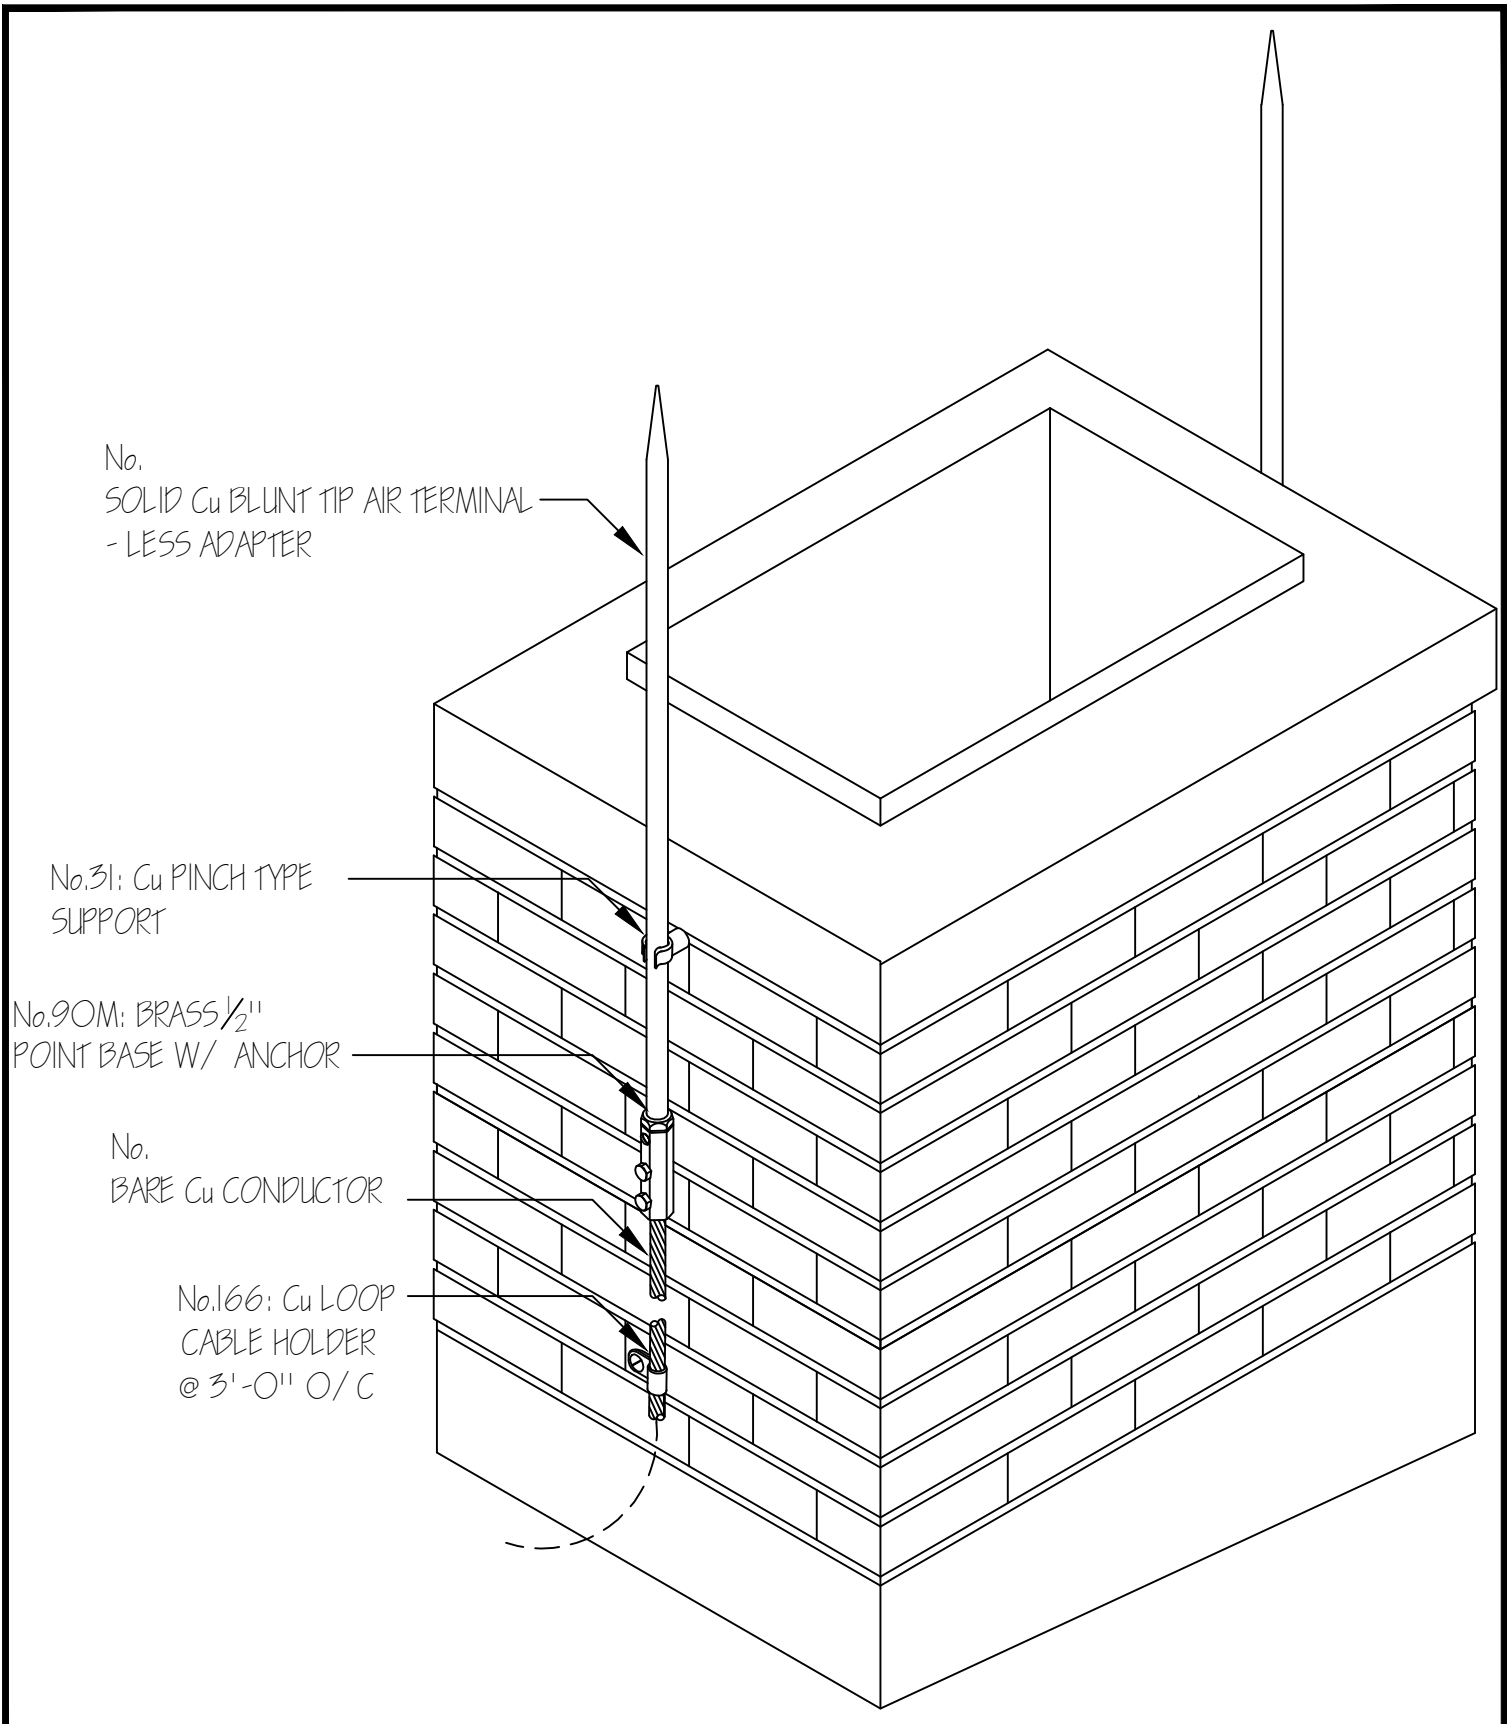 No.
SOLID Cu BLUNT TIP AIR TERMINAL
- LESS ADAPTER
No.31: Cu PINCH TYPE
SUPPORT
No.90M: BRASS 1/2"
POINT BASE W/ ANCHOR
No.
BARE Cu CONDUCTOR
No.166: Cu LOOP
CABLE HOLDER
@ 3'-0" O/C